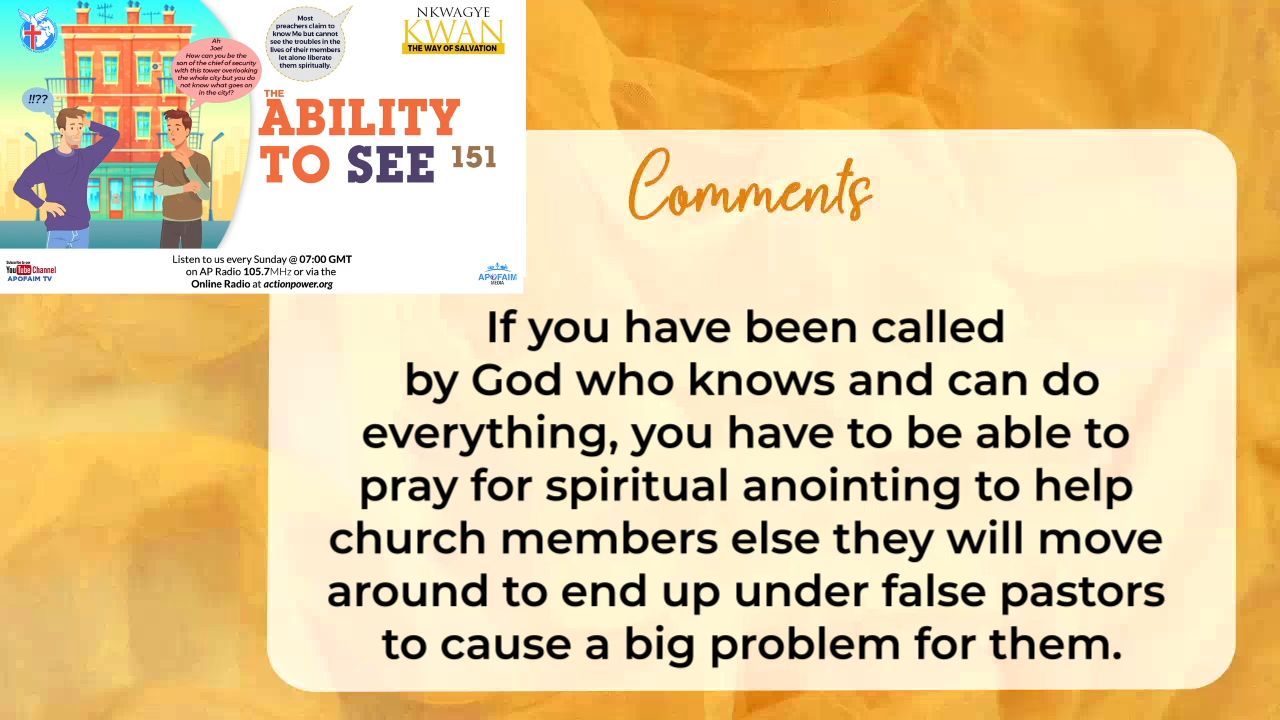 Most
preachers claim to
know Me but cannot
see the troubles in the
lives of their members
let alone liberate
them spiritually.
NKWAGYE
KWAN
THE WAY OF SALVATION
Ah
Joe!
How can you be the
son of the chief of security
with this tower overlooking
the whole city but you do
not know what goes on
in the city!?
!!??
THE
ABILITY
TO SEE 151
Listen to us every Sunday @ 07:00 GMT
on AP Radio 105.7MHz or via the
Online Radio at actionpower.org
Subscribe to our
YouTube Channel
APOFAIM TV
APOFAIM
MEDIA
Comments
If you have been called
by God who knows and can do
everything, you have to be able to
pray for spiritual anointing to help
church members else they will move
around to end up under false pastors
to cause a big problem for them.